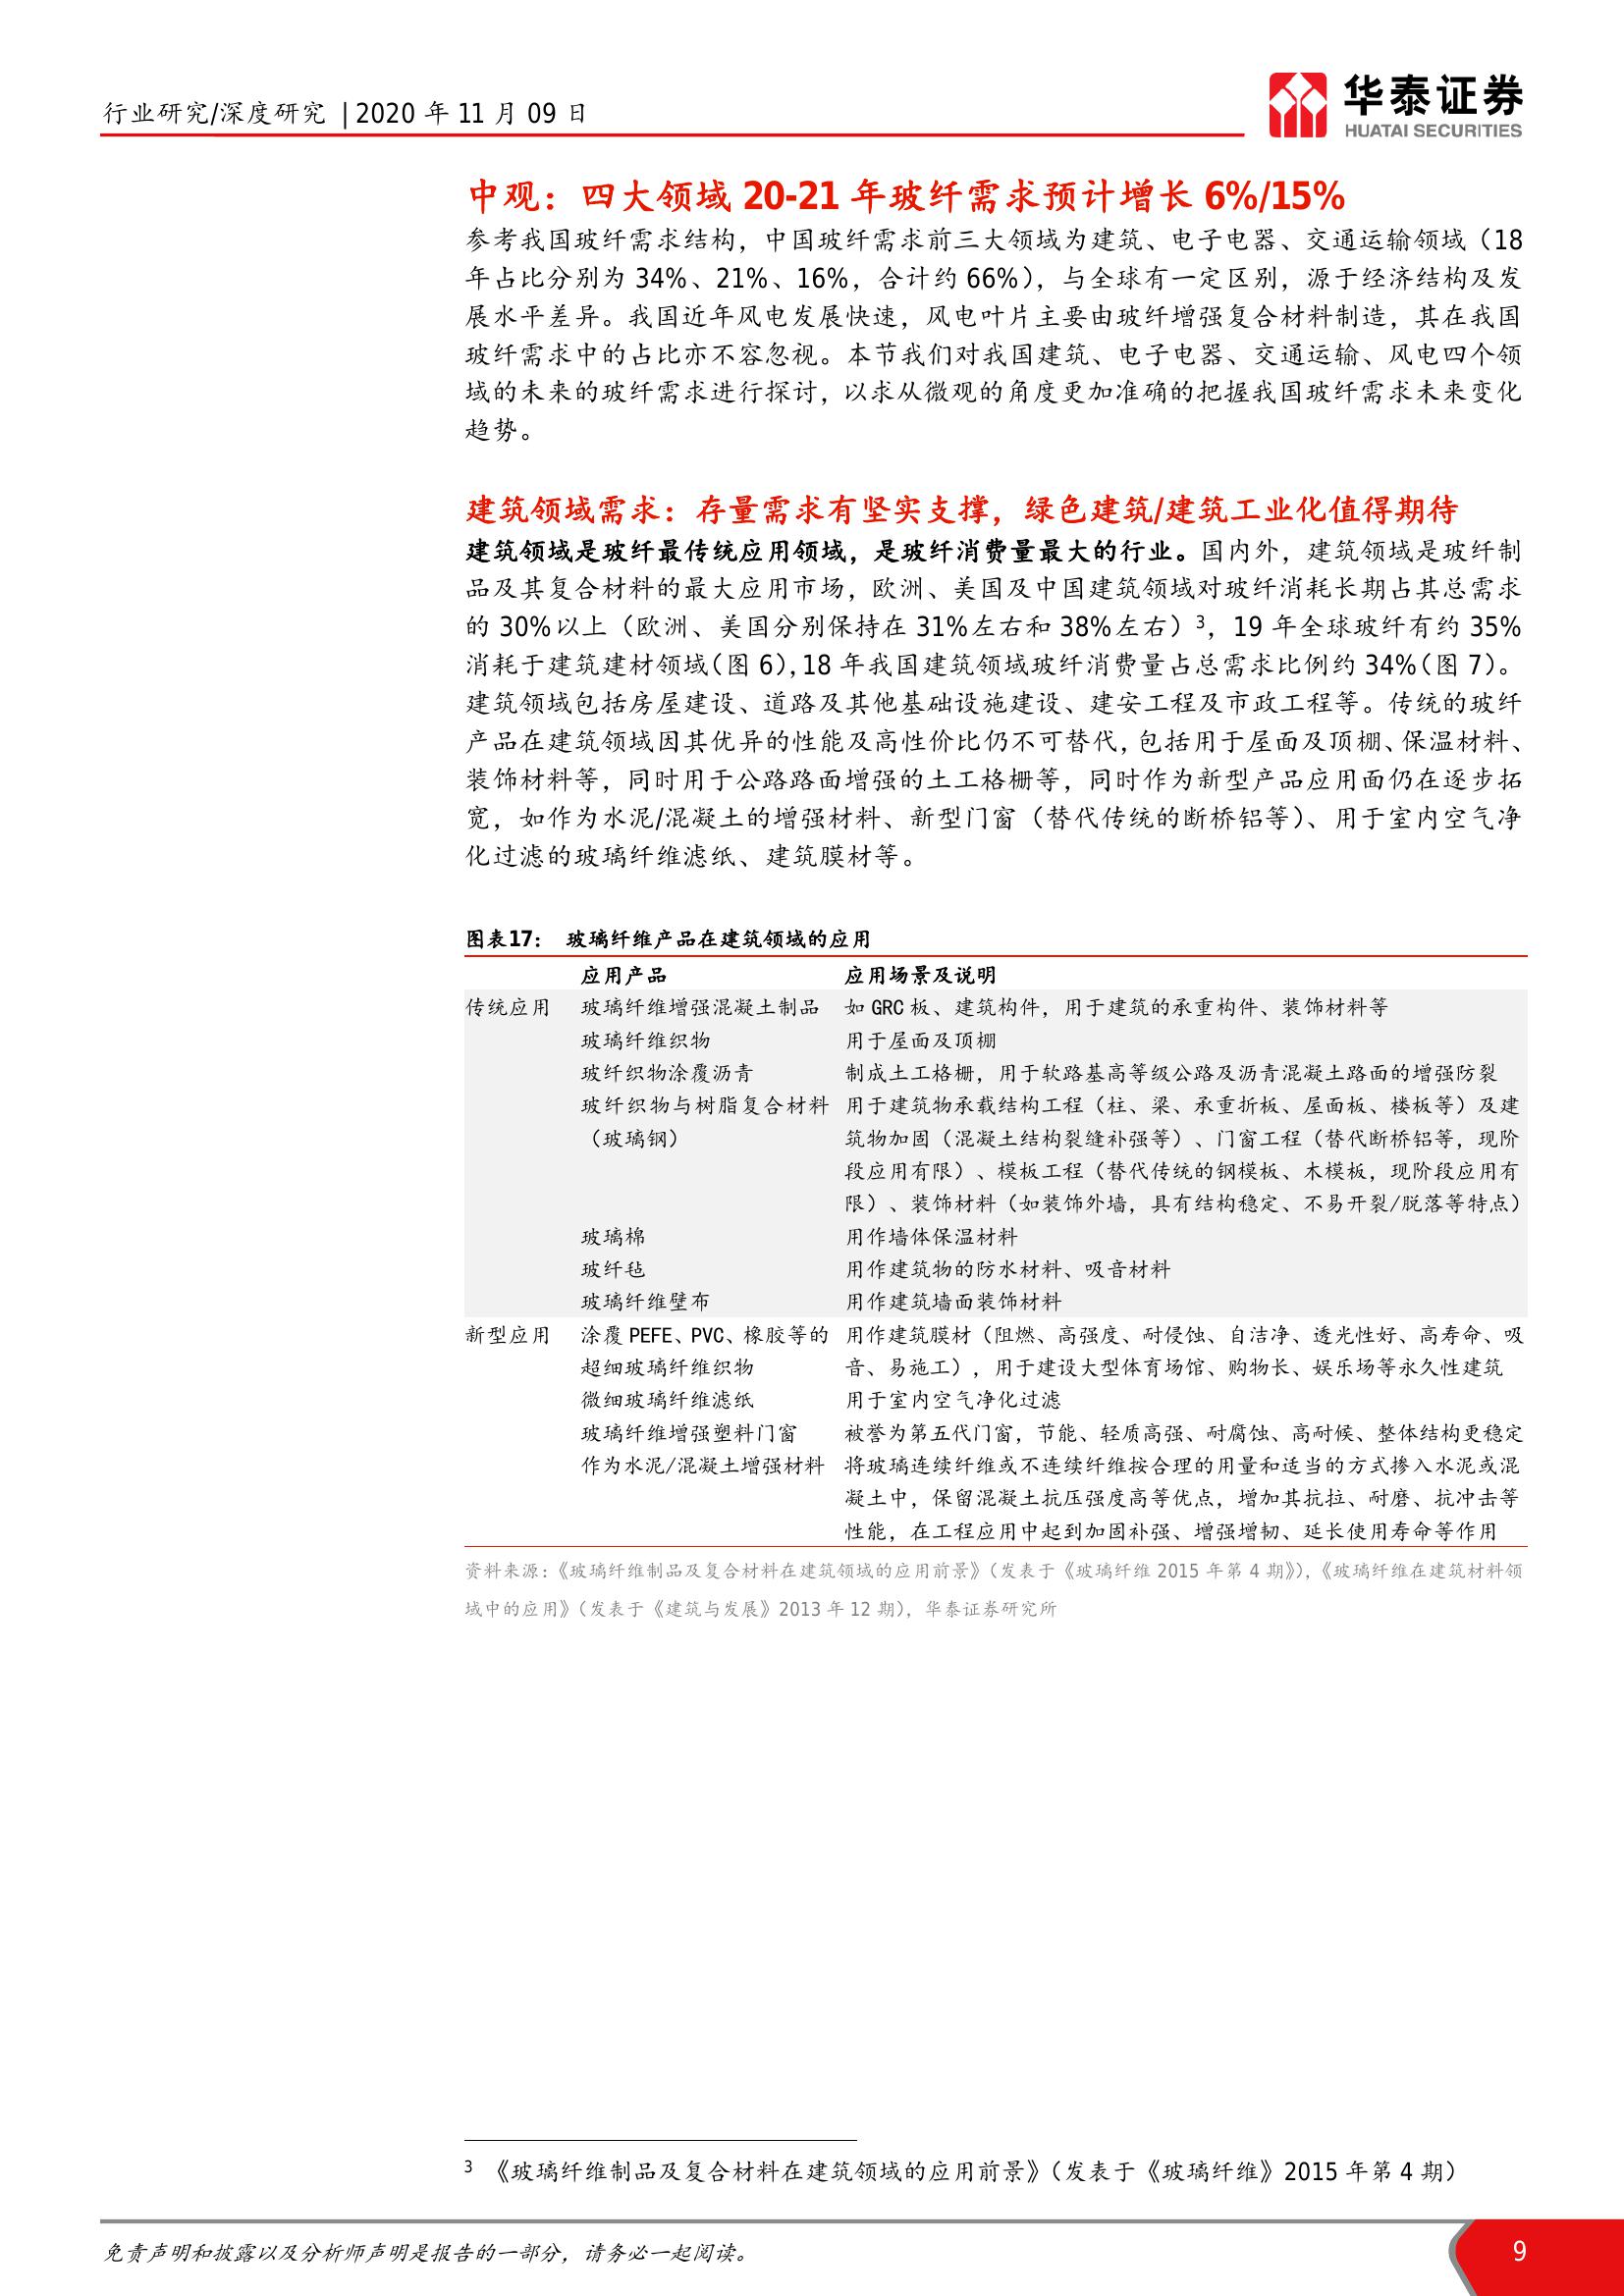 行业研究/深度研究 | 2020 年 11 月 09 日
华泰证券
HUATAI SECURITIES
中观：四大领域 20-21 年玻纤需求预计增长 6%/15%
参考我国玻纤需求结构，中国玻纤需求前三大领域为建筑、电子电器、交通运输领域（18
年占比分别为 34%、21%、16%，合计约 66%），与全球有一定区别，源于经济结构及发
展水平差异。我国近年风电发展快速，风电叶片主要由玻纤增强复合材料制造，其在我国
玻纤需求中的占比亦不容忽视。本节我们对我国建筑、电子电器、交通运输、风电四个领
域的未来的玻纤需求进行探讨，以求从微观的角度更加准确的把握我国玻纤需求未来变化
趋势。
建筑领域需求：存量需求有坚实支撑，绿色建筑/建筑工业化值得期待
建筑领域是玻纤最传统应用领域，是玻纤消费量最大的行业。国内外，建筑领域是玻纤制
品及其复合材料的最大应用市场，欧洲、美国及中国建筑领域对玻纤消耗长期占其总需求
的 30%以上（欧洲、美国分别保持在 31%左右和 38%左右）3，19 年全球玻纤有约 35%
消耗于建筑建材领域（图 6），18 年我国建筑领域玻纤消费量占总需求比例约 34%（图 7）。
建筑领域包括房屋建设、道路及其他基础设施建设、建安工程及市政工程等。传统的玻纤
产品在建筑领域因其优异的性能及高性价比仍不可替代，包括用于屋面及顶棚、保温材料、
装饰材料等，同时用于公路路面增强的土工格栅等，同时作为新型产品应用面仍在逐步拓
宽，如作为水泥/混凝土的增强材料、新型门窗（替代传统的断桥铝等）、用于室内空气净
化过滤的玻璃纤维滤纸、建筑膜材等。
图表17： 玻璃纤维产品在建筑领域的应用
应用产品 应用场景及说明
传统应用 玻璃纤维增强混凝土制品 如 GRC 板、建筑构件，用于建筑的承重构件、装饰材料等
玻璃纤维织物 用于屋面及顶棚
玻纤织物涂覆沥青 制成土工格栅，用于软路基高等级公路及沥青混凝土路面的增强防裂
玻纤织物与树脂复合材料 用于建筑物承载结构工程（柱、梁、承重折板、屋面板、楼板等）及建
（玻璃钢） 筑物加固（混凝土结构裂缝补强等）、门窗工程（替代断桥铝等，现阶
段应用有限）、模板工程（替代传统的钢模板、木模板，现阶段应用有
限）、装饰材料（如装饰外墙，具有结构稳定、不易开裂/脱落等特点）
玻璃棉 用作墙体保温材料
玻纤毡 用作建筑物的防水材料、吸音材料
玻璃纤维壁布 用作建筑墙面装饰材料
新型应用 涂覆 PEFE、PVC、橡胶等的 用作建筑膜材（阻燃、高强度、耐侵蚀、自洁净、透光性好、高寿命、吸
超细玻璃纤维织物 音、易施工），用于建设大型体育场馆、购物长、娱乐场等永久性建筑
微细玻璃纤维滤纸 用于室内空气净化过滤
玻璃纤维增强塑料门窗 被誉为第五代门窗，节能、轻质高强、耐腐蚀、高耐候、整体结构更稳定
作为水泥/混凝土增强材料 将玻璃连续纤维或不连续纤维按合理的用量和适当的方式掺入水泥或混
凝土中，保留混凝土抗压强度高等优点，增加其抗拉、耐磨、抗冲击等
性能，在工程应用中起到加固补强、增强增韧、延长使用寿命等作用
资料来源：《玻璃纤维制品及复合材料在建筑领域的应用前景》（发表于《玻璃纤维 2015 年第 4 期》），《玻璃纤维在建筑材料领
域中的应用》（发表于《建筑与发展》2013 年 12 期），华泰证券研究所
3 《玻璃纤维制品及复合材料在建筑领域的应用前景》（发表于《玻璃纤维》2015 年第 4 期）
免责声明和披露以及分析师声明是报告的一部分，请务必一起阅读。 9